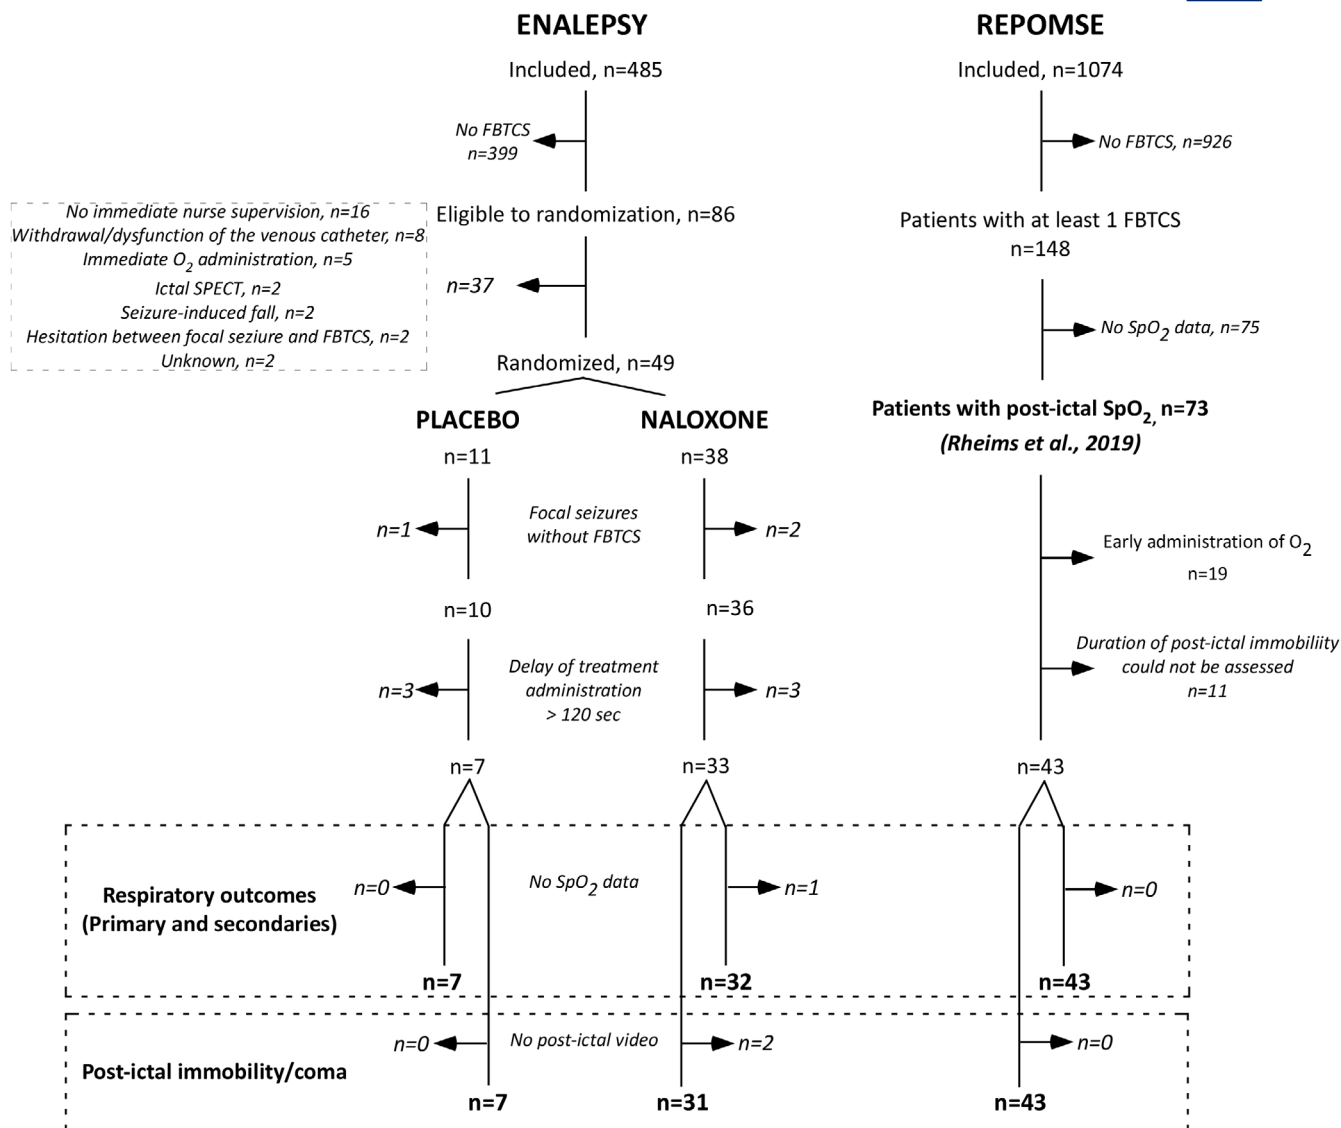 ENALEPSY
Included, n=485
No FBTCS
n=399
No immediate nurse supervision, n=16
Withdrawal/dysfunction of the venous catheter, n=8
Immediate O2 administration, n=5
Ictal SPECT, n=2
Seizure-induced fall, n=2
Hesitation between focal seziure and FBTCS, n=2
Unknown, n=2
Eligible to randomization, n=86
n=37
Randomized, n=49
PLACEBO
NALOXONE
n=11
n=38
n=1
Focal seizures
without FBTCS
n=2
n=10
n=36
n=3
Delay of treatment
administration
> 120 sec
n=3
n=7
n=33
REPOMSE
Included, n=1074
No FBTCS, n=926
Patients with at least 1 FBTCS
n=148
No SpO2 data, n=75
Patients with post-ictal SpO2, n=73
(Rheims et al., 2019)
Early administration of O2
n=19
Duration of post-ictal immobiliity
could not be assessed
n=11
n=43
Respiratory outcomes
(Primary and secondaries)
n=0
No SpO2 data
n=1
n=0
n=7
n=32
n=43
Post-ictal immobility/coma
n=0
No post-ictal video
n=2
n=0
n=7
n=31
n=43